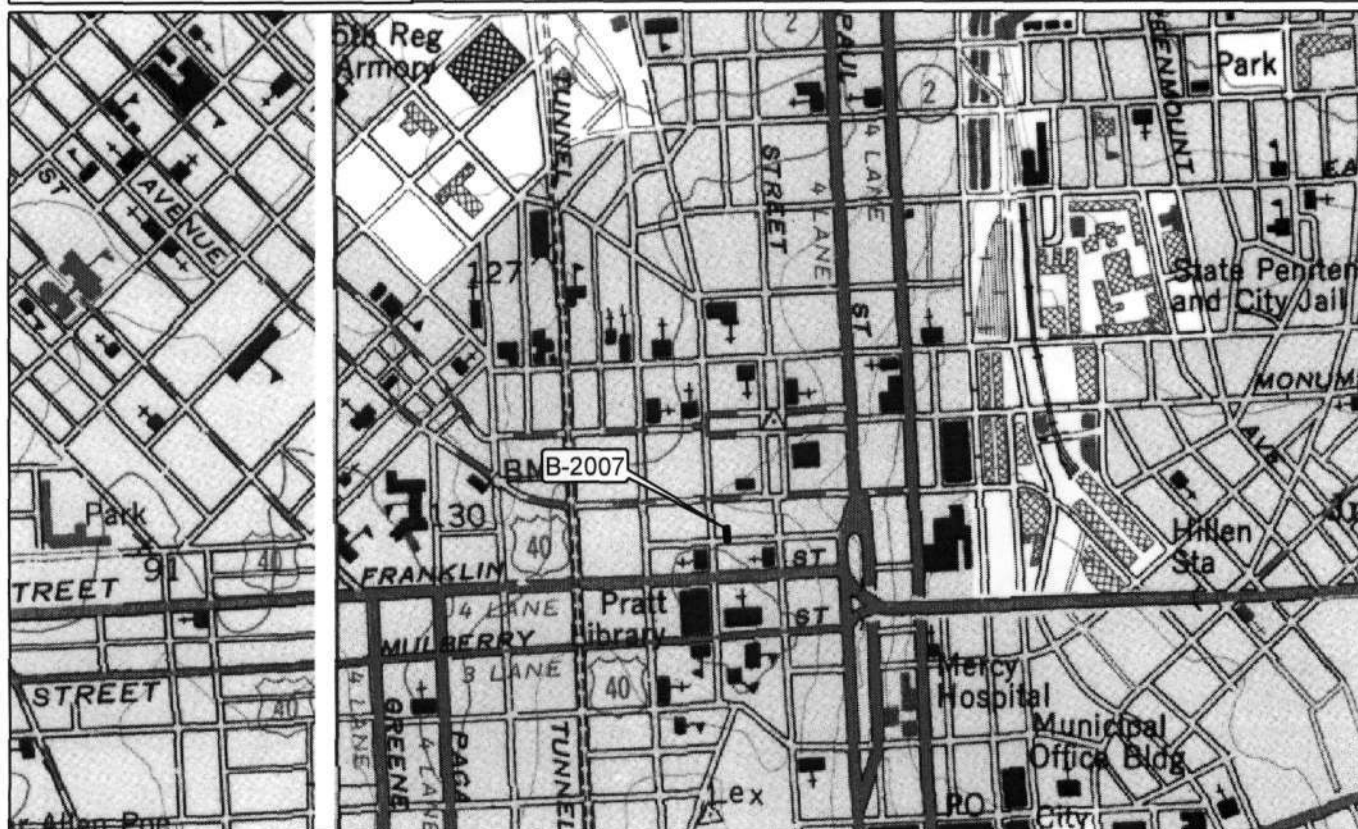 5th Reg
Armory
2
PAUL
ST
4 LANE
4 LANE
2
Park
TUNNEL
STREET
ST
AVENUE
127
State Peniten
and City Jail
MONUM
AVE
BM
B-2007
130
Park
91
40
40
FRANKLIN
ST
TREET
4 LANE
Pratt
Library
MULBERRY
ST
3 LANE
40
STREET
40
4 LANE
GREENE
4 LANE
PACA
TUNNEL
Hillen
Sta
Mercy
Hospital
Municipal
Office Bldg
Lex
PO
City
r Allan Poe